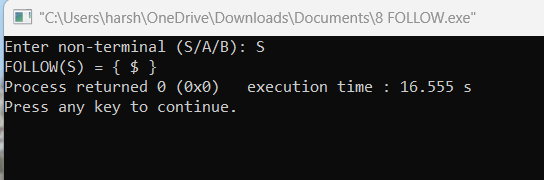 "C:\Users\harsh\OneDrive\Downloads\Documents\8 FOLLOW.exe"
Enter non-terminal (S/A/B): S
FOLLOW(S) = { $ }
Process returned 0 (0x0)   execution time : 16.555 s
Press any key to continue.